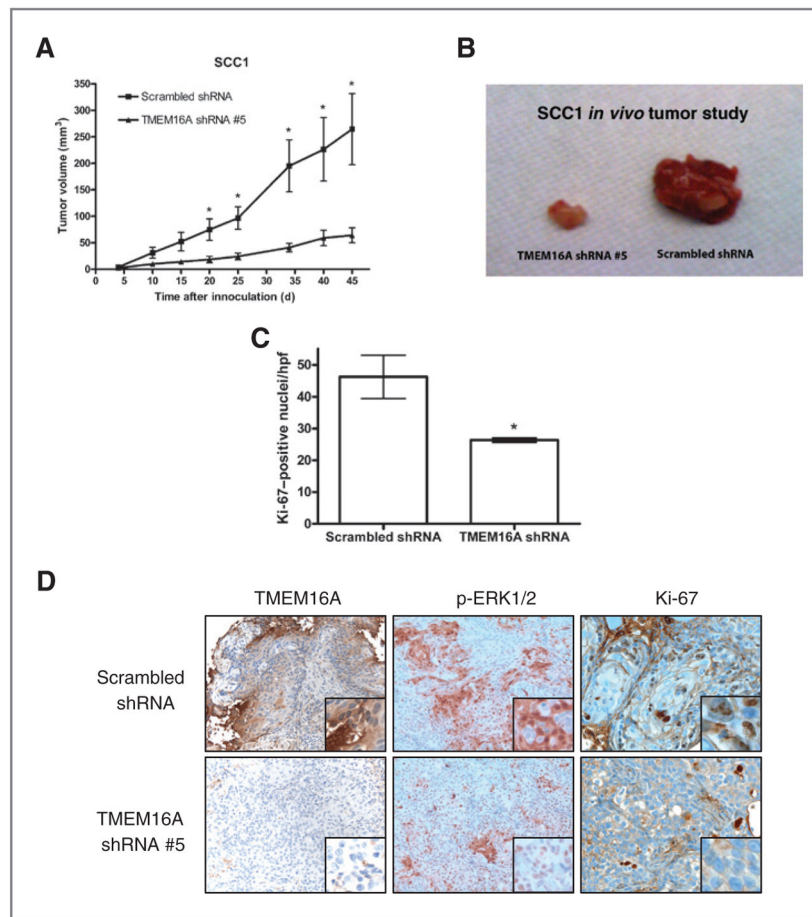 A
SCC1
Scrambled shRNA
TMEM16A shRNA #5
Tumor volume (mm³)
350
300
250
200
150
100
50
0
0 5 10 15 20 25 30 35 40 45
Time after innoculation (d)
* * * * *
B
SCC1 in vivo tumor study
TMEM16A shRNA #5
Scrambled shRNA
C
Ki-67–positive nuclei/hpf
50
40
30
20
10
0
*
Scrambled shRNA
TMEM16A shRNA
D
TMEM16A
p-ERK1/2
Ki-67
Scrambled
shRNA
TMEM16A
shRNA #5